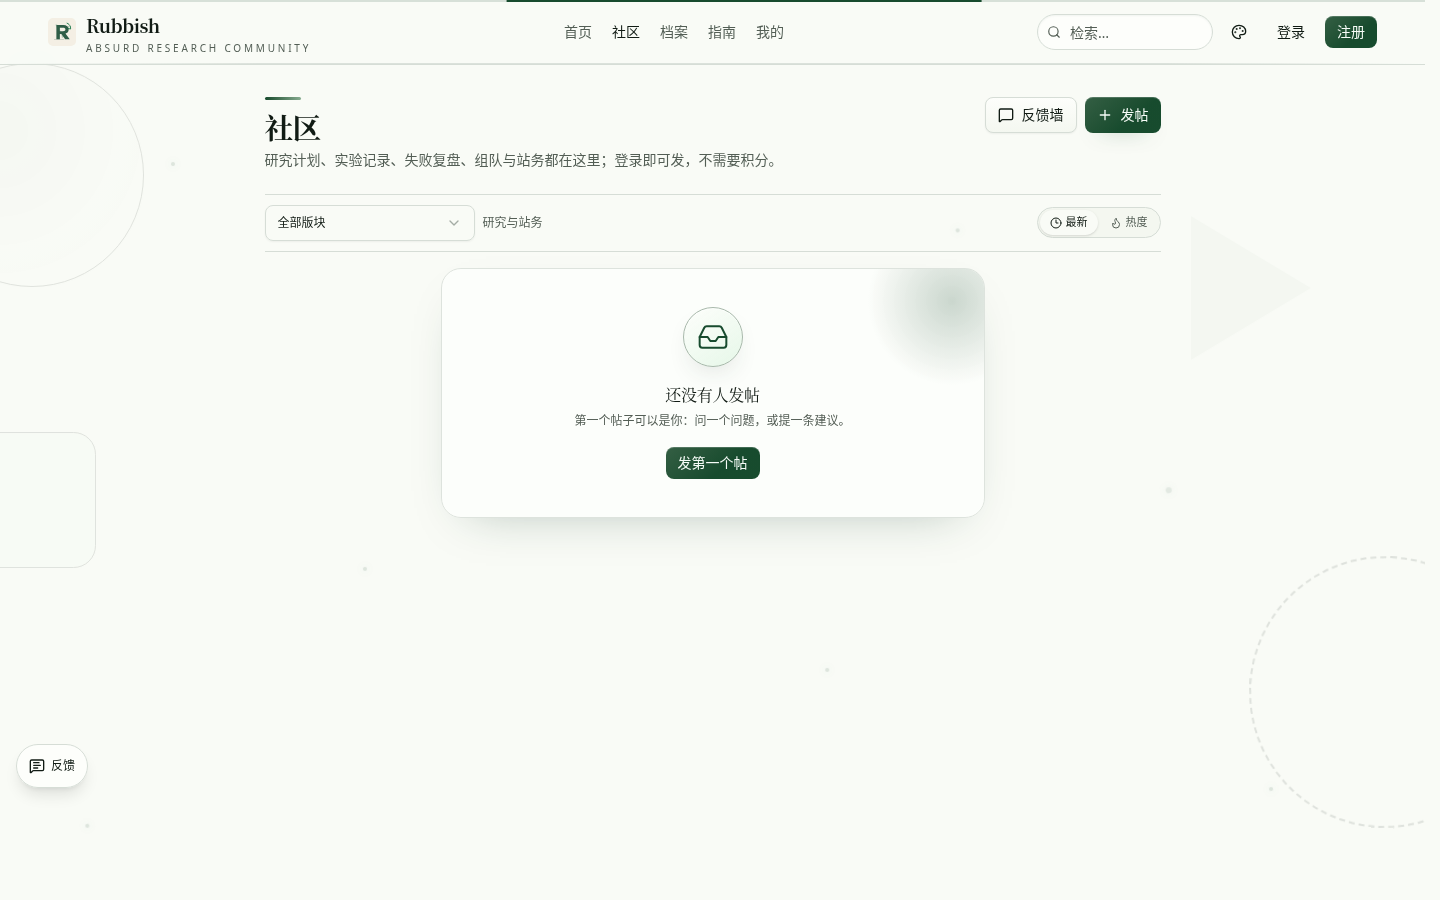 Rubbish
ABSURD RESEARCH COMMUNITY
首页 社区 档案 指南 我的
检索...
登录
注册
社区
研究计划、实验记录、失败复盘、组队与站务都在这里；登录即可发，不需要积分。
反馈墙
发帖
全部版块
研究与站务
最新
热度
还没有人发帖
第一个帖子可以是你：问一个问题，或提一条建议。
发第一个帖
反馈